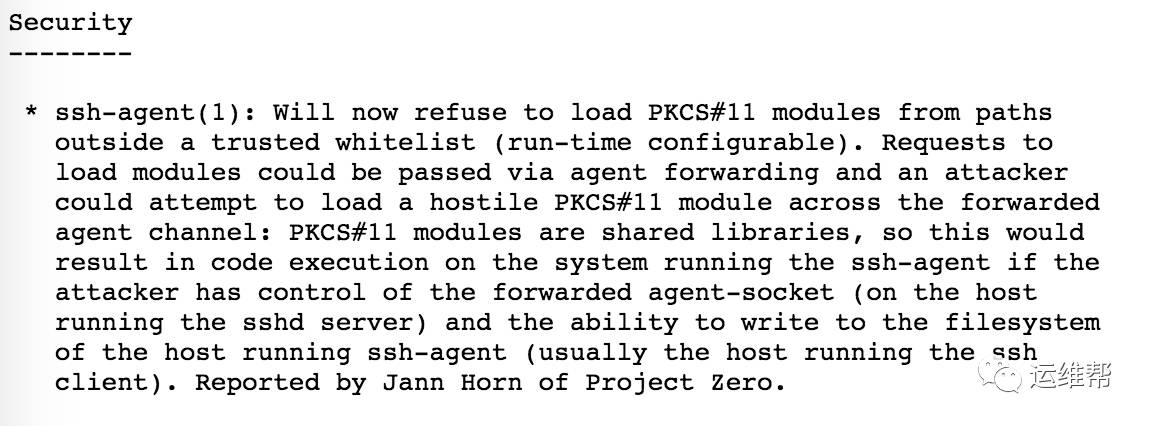 Security
--------
* ssh-agent(1): Will now refuse to load PKCS#11 modules from paths
outside a trusted whitelist (run-time configurable). Requests to
load modules could be passed via agent forwarding and an attacker
could attempt to load a hostile PKCS#11 module across the forwarded
agent channel: PKCS#11 modules are shared libraries, so this would
result in code execution on the system running the ssh-agent if the
attacker has control of the forwarded agent-socket (on the host
running the sshd server) and the ability to write to the filesystem
of the host running ssh-agent (usually the host running the ssh
client). Reported by Jann Horn of Project Zero.
运维帮